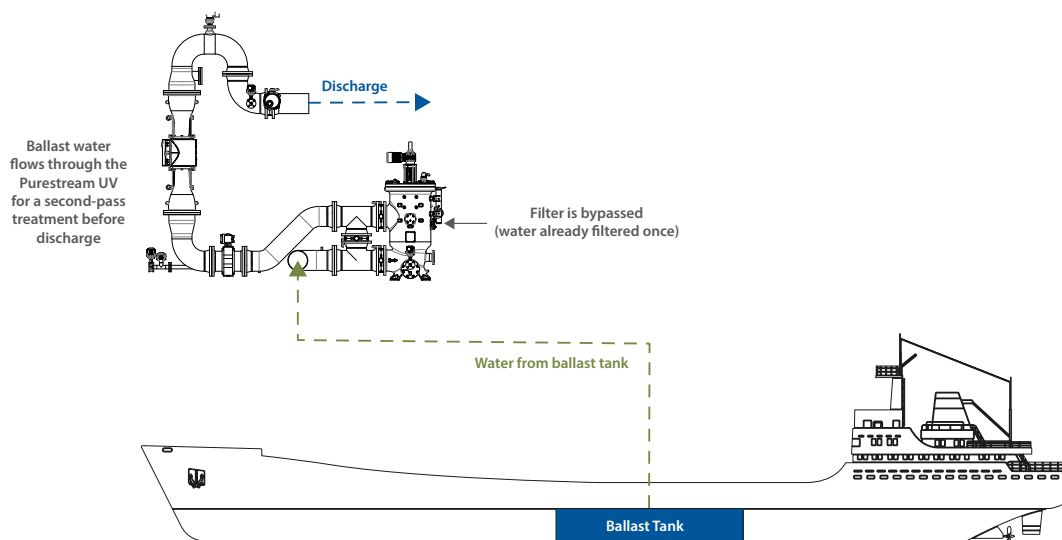 Discharge
Ballast water
flows through the
Purestream UV
for a second-pass
treatment before
discharge
Filter is bypassed
(water already filtered once)
Water from ballast tank
Ballast Tank